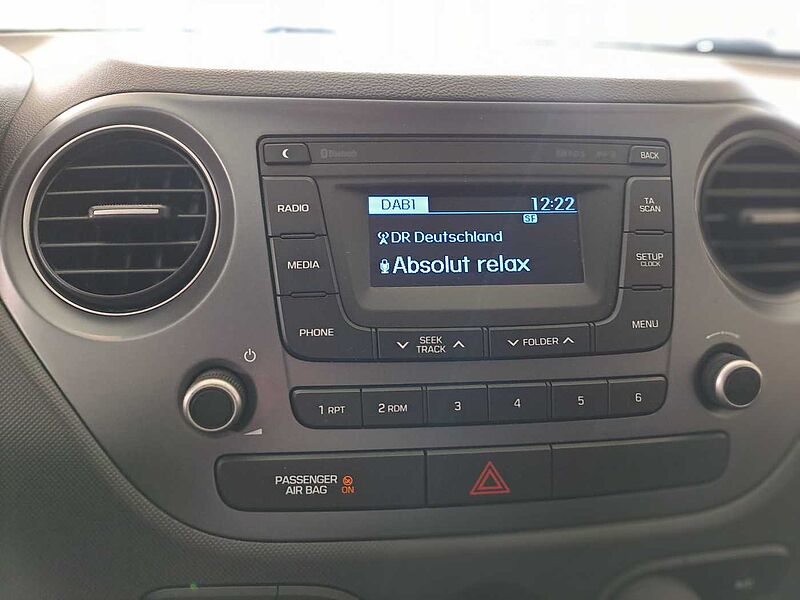 Bluetooth
BACK
RADIO
DAB1 12:22
SF
TA
SCAN
DR Deutschland
MEDIA
Absolut relax
SETUP
CLOCK
PHONE
SEEK
TRACK
FOLDER
MENU
1 RPT
2 RDM
3
4
5
6
PASSENGER
AIR BAG ON